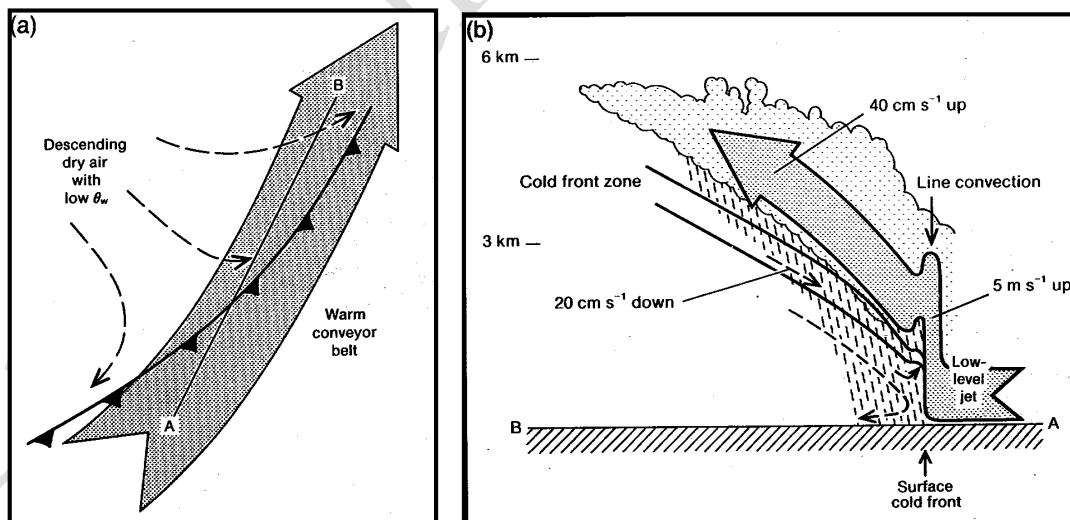 (a)
B
Descending
dry air
with
low θw
Warm
conveyor
belt
A
(b)
6 km
40 cm s⁻¹ up
Cold front zone
Line convection
3 km
5 m s⁻¹ up
20 cm s⁻¹ down
Low-
level
jet
B
A
Surface
cold front